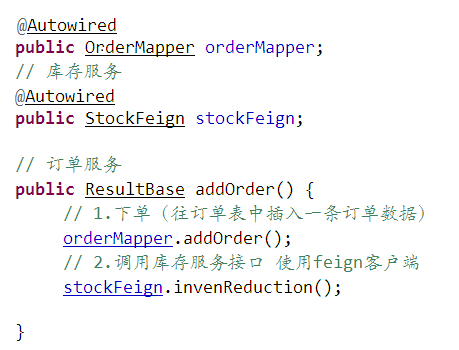 @Autowired
public OrderMapper orderMapper;
// 库存服务
@Autowired
public StockFeign stockFeign;
// 订单服务
public ResultBase addOrder() {
// 1.下单（往订单表中插入一条订单数据）
orderMapper.addOrder();
// 2.调用库存服务接口 使用feign客户端
stockFeign.invenReduction();
}